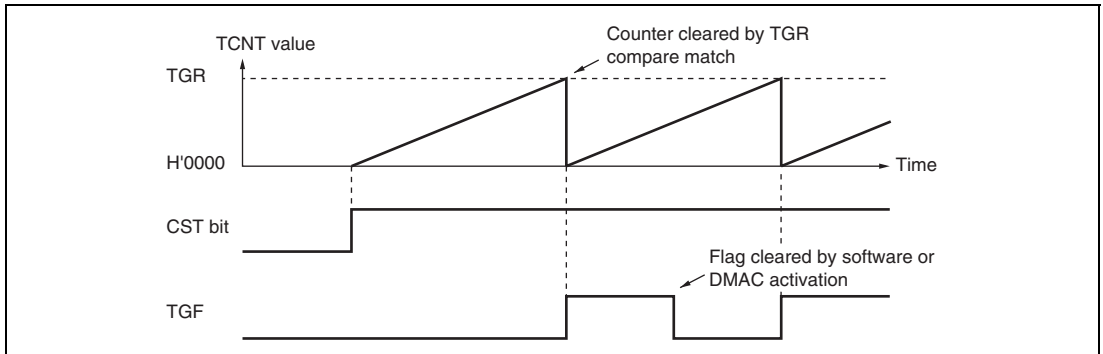 TCNT value
Counter cleared by TGR
compare match
TGR
H'0000
Time
CST bit
Flag cleared by software or
DMAC activation
TGF